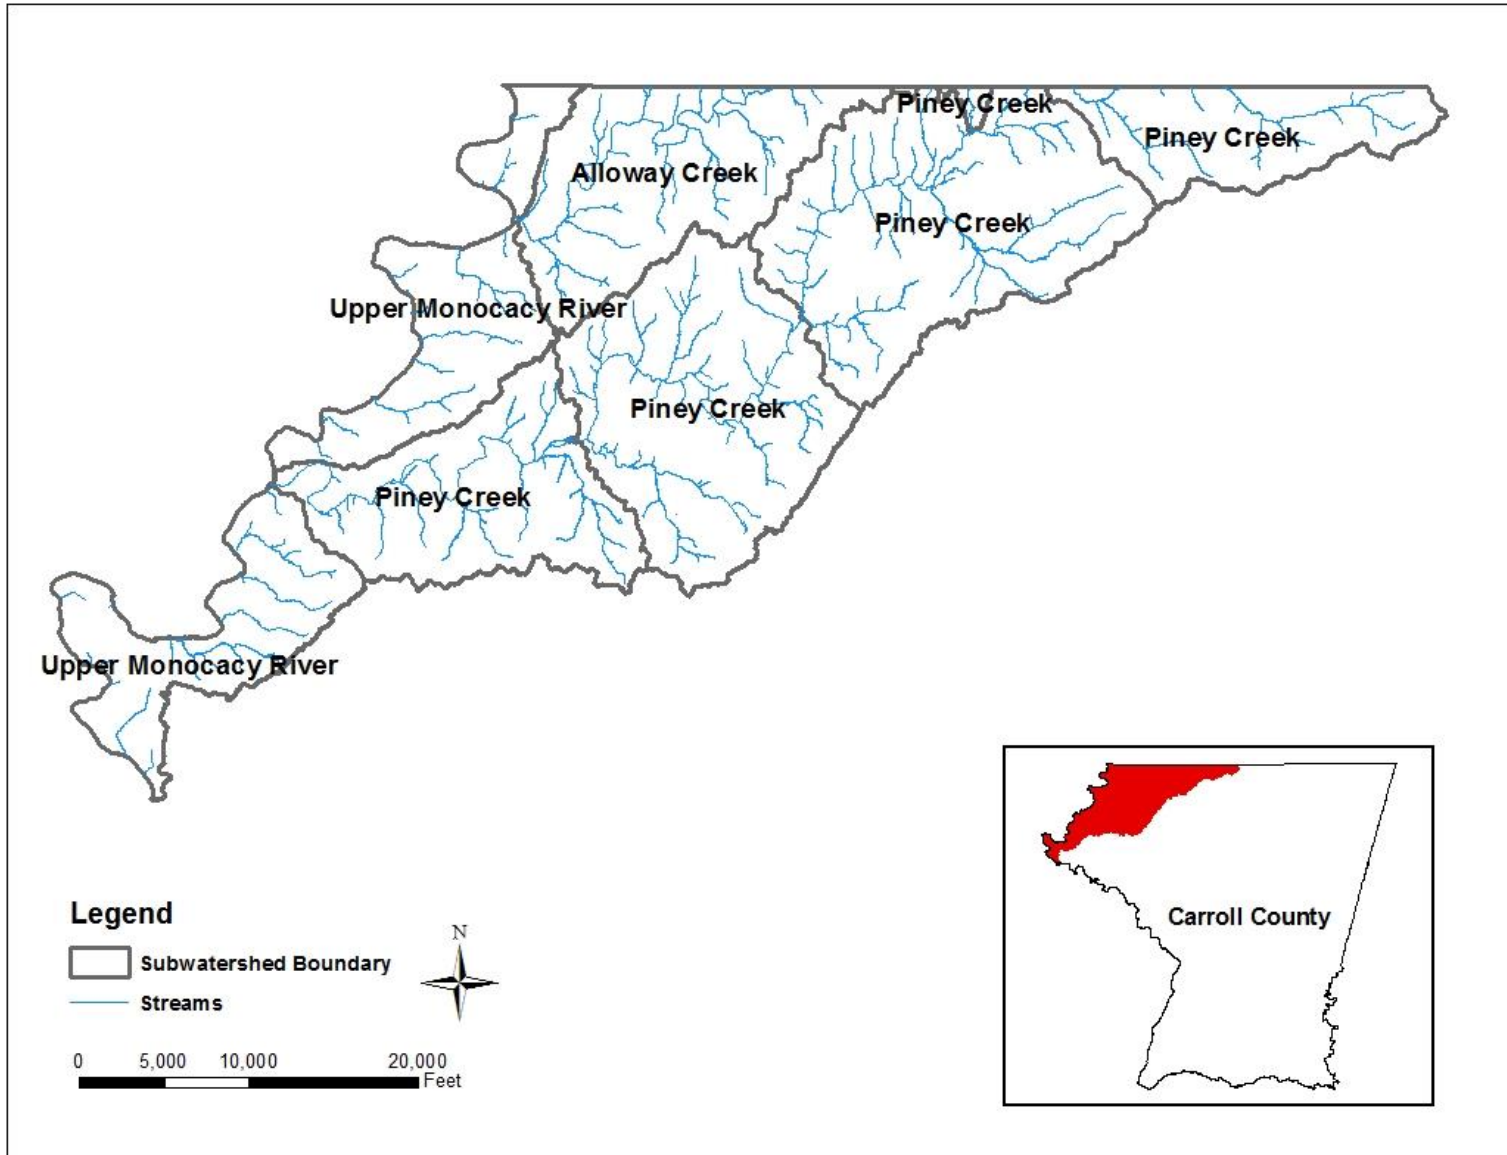 Piney Creek
Piney Creek
Alloway Creek
Piney Creek
Upper Monocacy River
Piney Creek
Piney Creek
Upper Monocacy River
Legend
Subwatershed Boundary
Streams
N
0 5,000 10,000 20,000
Feet
Carroll County